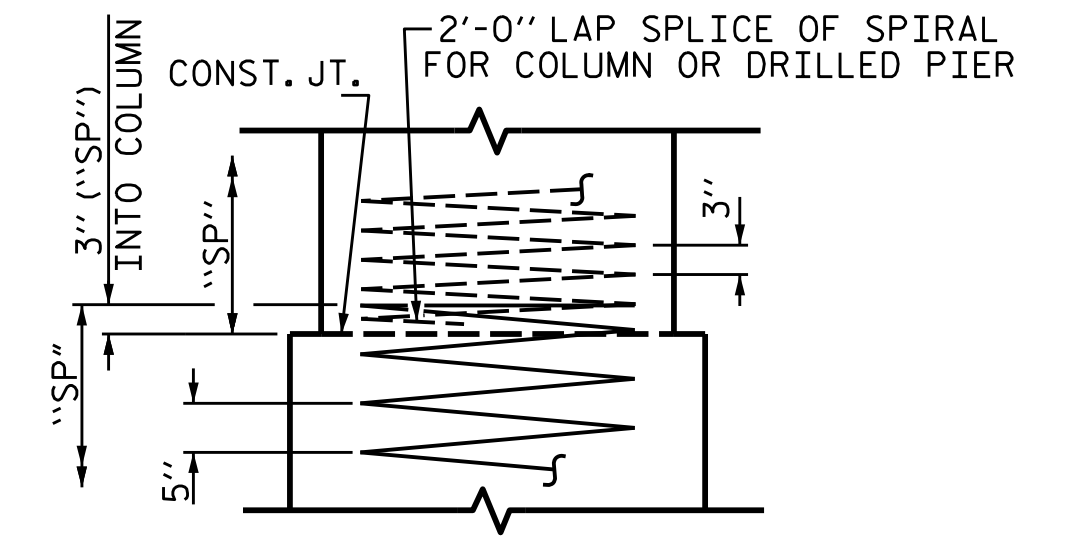 2'-0'' LAP SPLICE OF SPIRAL
FOR COLUMN OR DRILLED PIER
CONST. JT.
3'' (``SP'')
INTO COLUMN
``SP''
3''
``SP''
5''